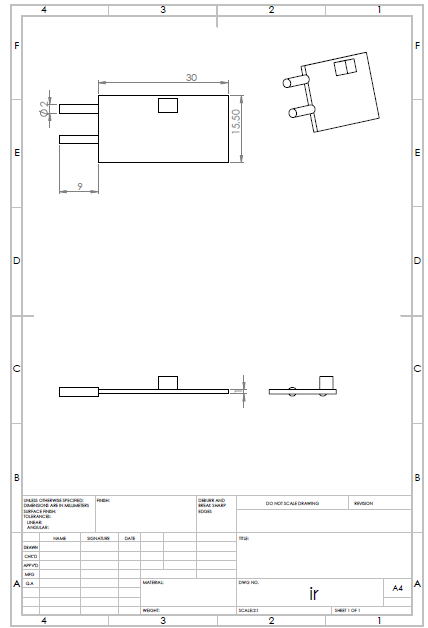 4 3 2 1
F F
30
Ø2
15,50
E E
9
D D
C C
1
B B
UNLESS OTHERWISE SPECIFIED:
DIMENSIONS ARE IN MILLIMETERS
SURFACE FINISH:
TOLERANCES:
LINEAR:
ANGULAR:
FINISH:
DEBURR AND
BREAK SHARP
EDGES
DO NOT SCALE DRAWING
REVISION
NAME SIGNATURE DATE
TITLE:
DRAWN
CHK'D
APPV'D
MFG
Q.A
MATERIAL:
DWG NO.
A A
ir
A4
WEIGHT:
SCALE:2:1
SHEET 1 OF 1
4 3 2 1